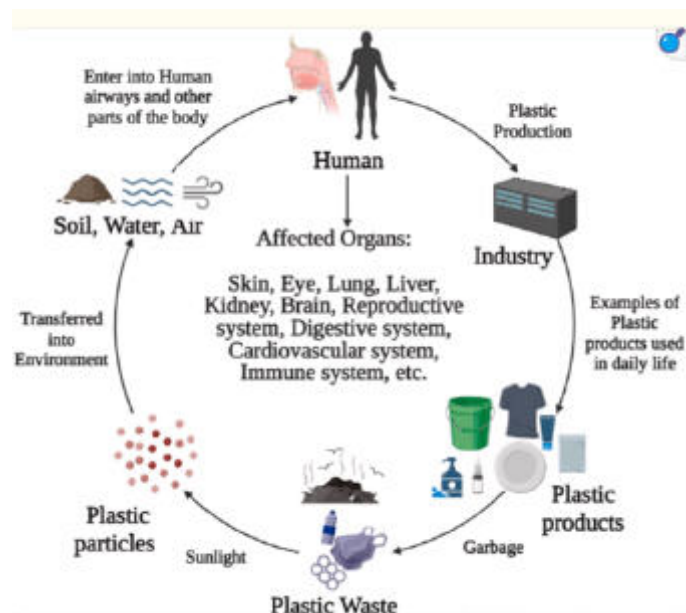 Enter into Human
airways and other
parts of the body
Human
Plastic
Production
Soil, Water, Air
Industry
Affected Organs:
Skin, Eye, Lung, Liver,
Kidney, Brain, Reproductive
system, Digestive system,
Cardiovascular system,
Immune system, etc.
Examples of
Plastic
products used
in daily life
Transferred
into
Environment
Plastic
particles
Plastic
products
Sunlight
Garbage
Plastic Waste